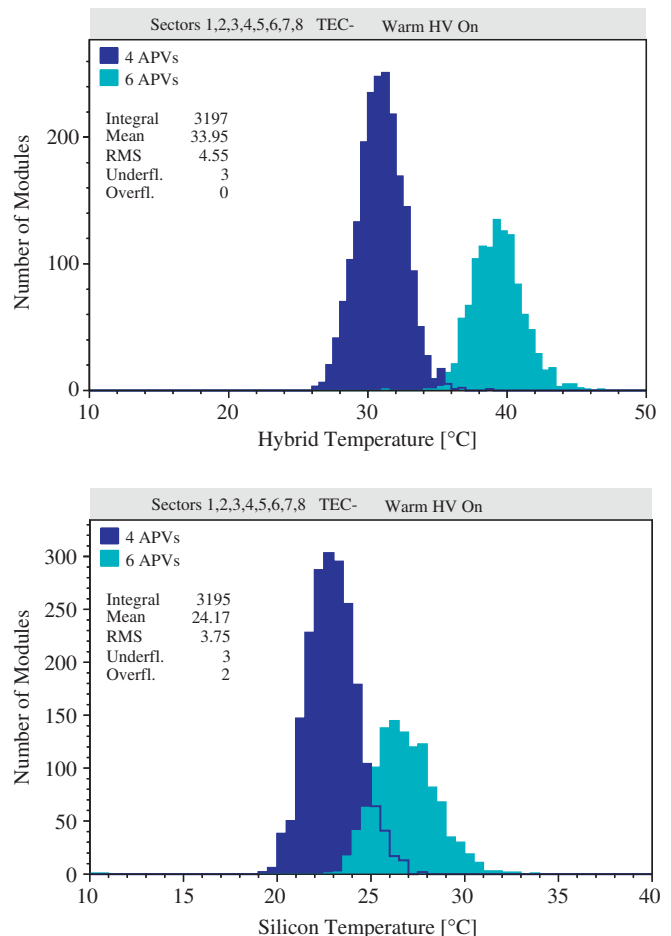 Sectors 1,2,3,4,5,6,7,8 TEC- Warm HV On
4 APVs
6 APVs
Integral 3197
Mean 33.95
RMS 4.55
Underfl. 3
Overfl. 0
Number of Modules
200
100
0
10 20 30 40 50
Hybrid Temperature [°C]
Sectors 1,2,3,4,5,6,7,8 TEC- Warm HV On
4 APVs
6 APVs
Integral 3195
Mean 24.17
RMS 3.75
Underfl. 3
Overfl. 2
Number of Modules
300
250
200
150
100
50
0
10 15 20 25 30 35 40
Silicon Temperature [°C]